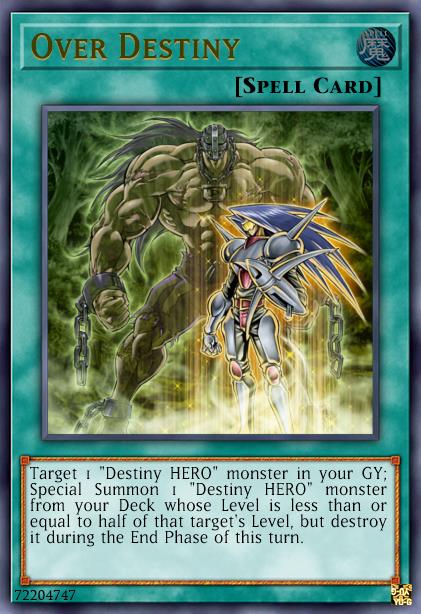 OVER DESTINY
魔
[SPELL CARD]
Target 1 "Destiny HERO" monster in your GY;
Special Summon 1 "Destiny HERO" monster
from your Deck whose Level is less than or
equal to half of that target's Level, but destroy
it during the End Phase of this turn.
72204747